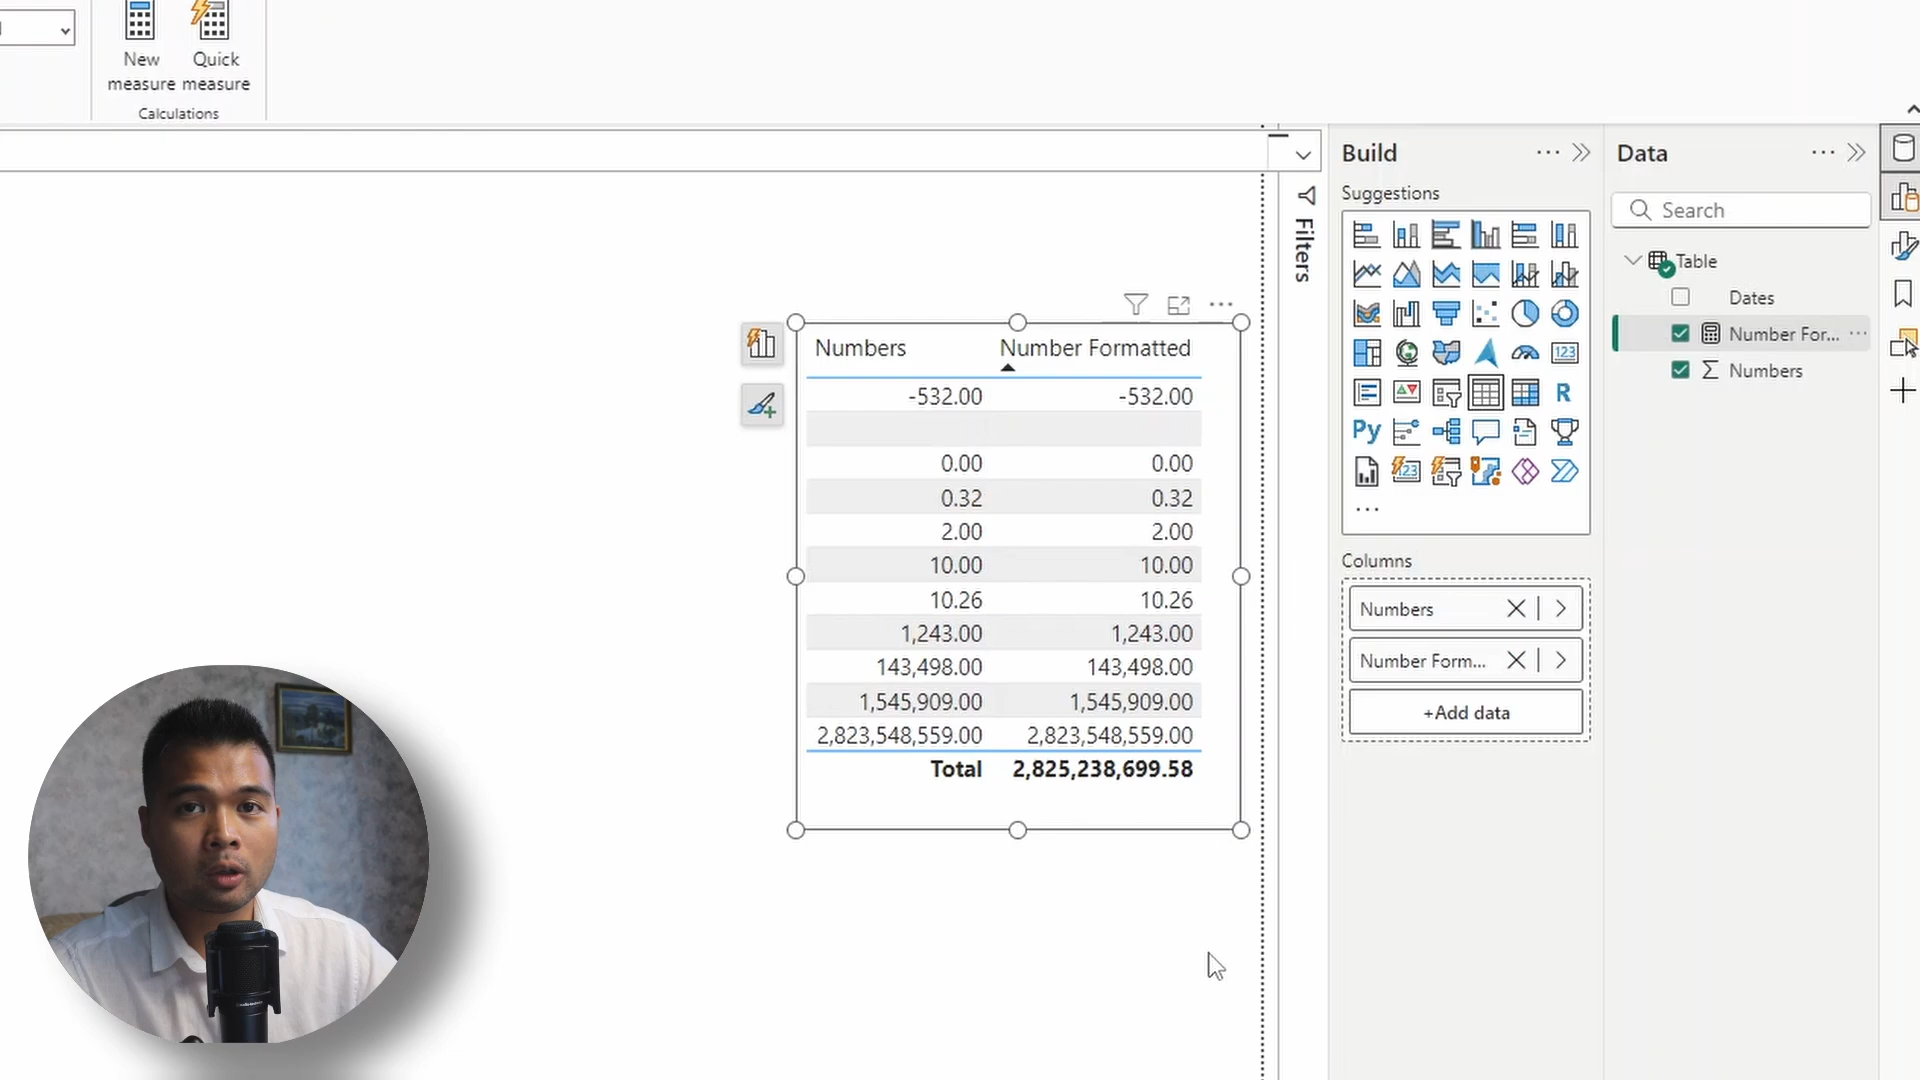 New
measure
Quick
measure
Calculations
Filters
Numbers
Number Formatted
-532.00
-532.00
0.00
0.00
0.32
0.32
2.00
2.00
10.00
10.00
10.26
10.26
1,243.00
1,243.00
143,498.00
143,498.00
1,545,909.00
1,545,909.00
2,823,548,559.00
2,823,548,559.00
Total
2,825,238,699.58
Build
Suggestions
123
R
Py
123
Columns
Numbers
Number Form...
+Add data
Data
Search
Table
Dates
Number For...
Numbers